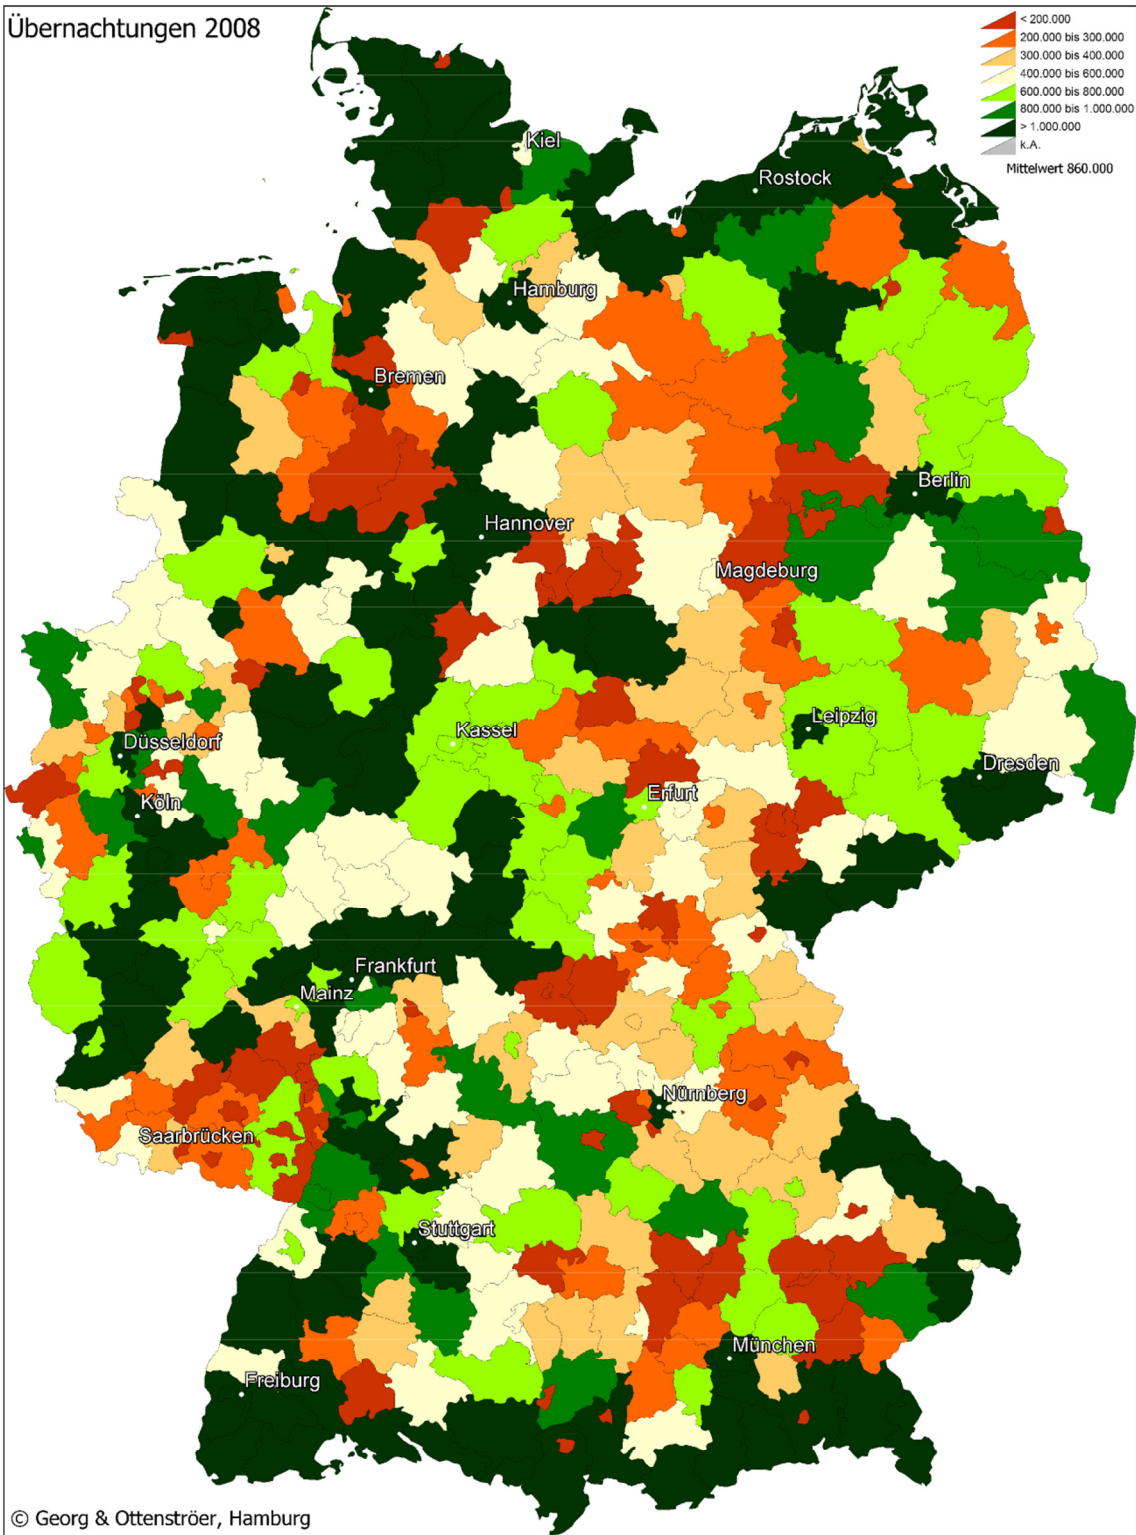 Übernachtungen 2008
< 200.000
200.000 bis 300.000
300.000 bis 400.000
400.000 bis 600.000
600.000 bis 800.000
800.000 bis 1.000.000
> 1.000.000
k.A.
Mittelwert 860.000
Kiel
Rostock
Hamburg
Bremen
Berlin
Hannover
Magdeburg
Leipzig
Kassel
Düsseldorf
Dresden
Köln
Erfurt
Frankfurt
Mainz
Nürnberg
Saarbrücken
Stuttgart
München
Freiburg
© Georg & Ottenströer, Hamburg